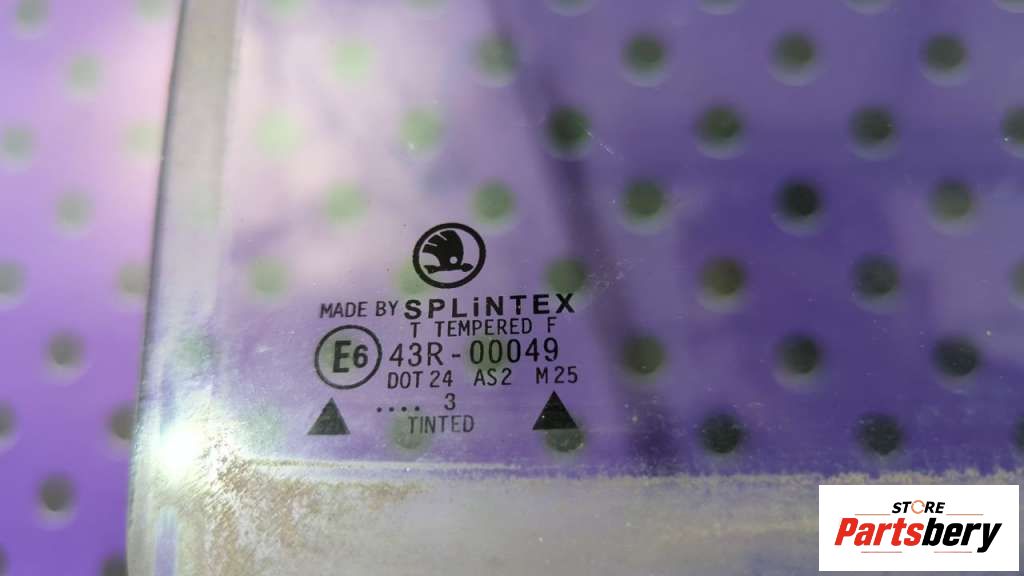 MADE BY SPLiNTEX
T TEMPERED F
E6 43R-00049
DOT 24 AS2 M25
.... 3
TINTED
STORE
Partsbery